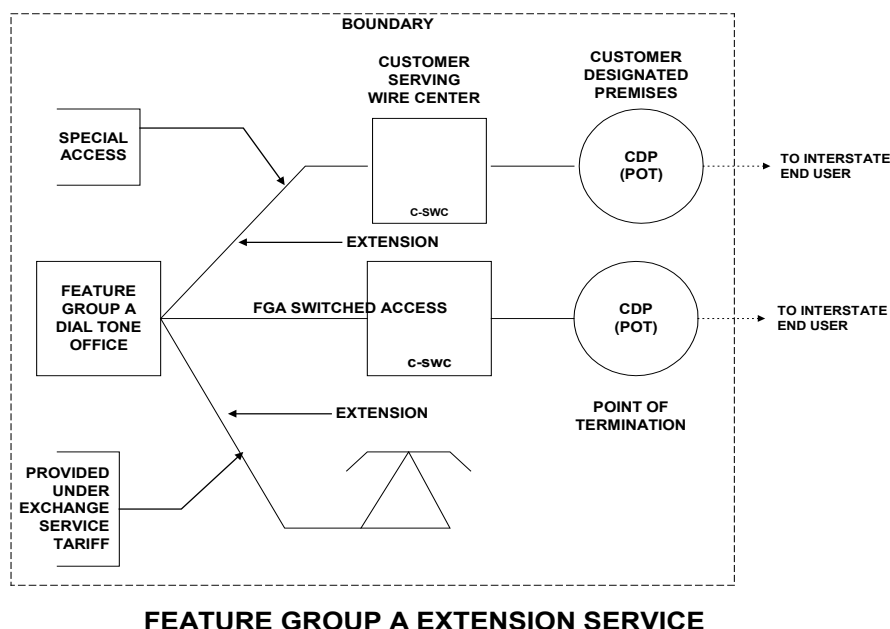 BOUNDARY
CUSTOMER
SERVING
WIRE CENTER
CUSTOMER
DESIGNATED
PREMISES
SPECIAL
ACCESS
C-SWC
CDP
(POT)
TO INTERSTATE
END USER
EXTENSION
FEATURE
GROUP A
DIAL TONE
OFFICE
FGA SWITCHED ACCESS
C-SWC
CDP
(POT)
TO INTERSTATE
END USER
EXTENSION
POINT OF
TERMINATION
PROVIDED
UNDER
EXCHANGE
SERVICE
TARIFF
FEATURE GROUP A EXTENSION SERVICE